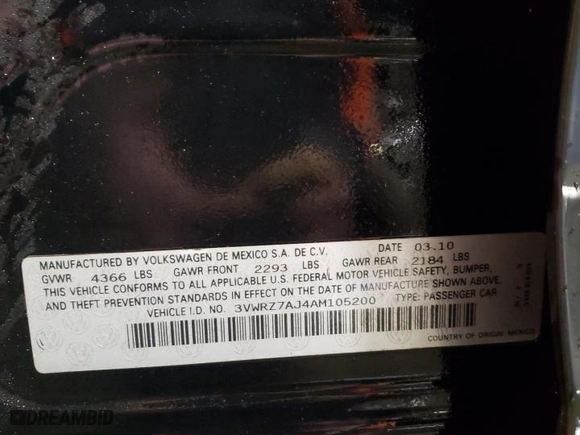 MANUFACTURED BY VOLKSWAGEN DE MEXICO S.A. DE C.V. DATE 03.10
GVWR 4366 LBS GAWR FRONT 2293 LBS GAWR REAR 2184 LBS
THIS VEHICLE CONFORMS TO ALL APPLICABLE U.S. FEDERAL MOTOR VEHICLE SAFETY, BUMPER,
AND THEFT PREVENTION STANDARDS IN EFFECT ON THE DATE OF MANUFACTURE SHOWN ABOVE.
VEHICLE I.D. NO. 3VWRZ7AJ4AM105200 TYPE: PASSENGER CAR
COUNTRY OF ORIGIN: MEXICO
DREAMBID